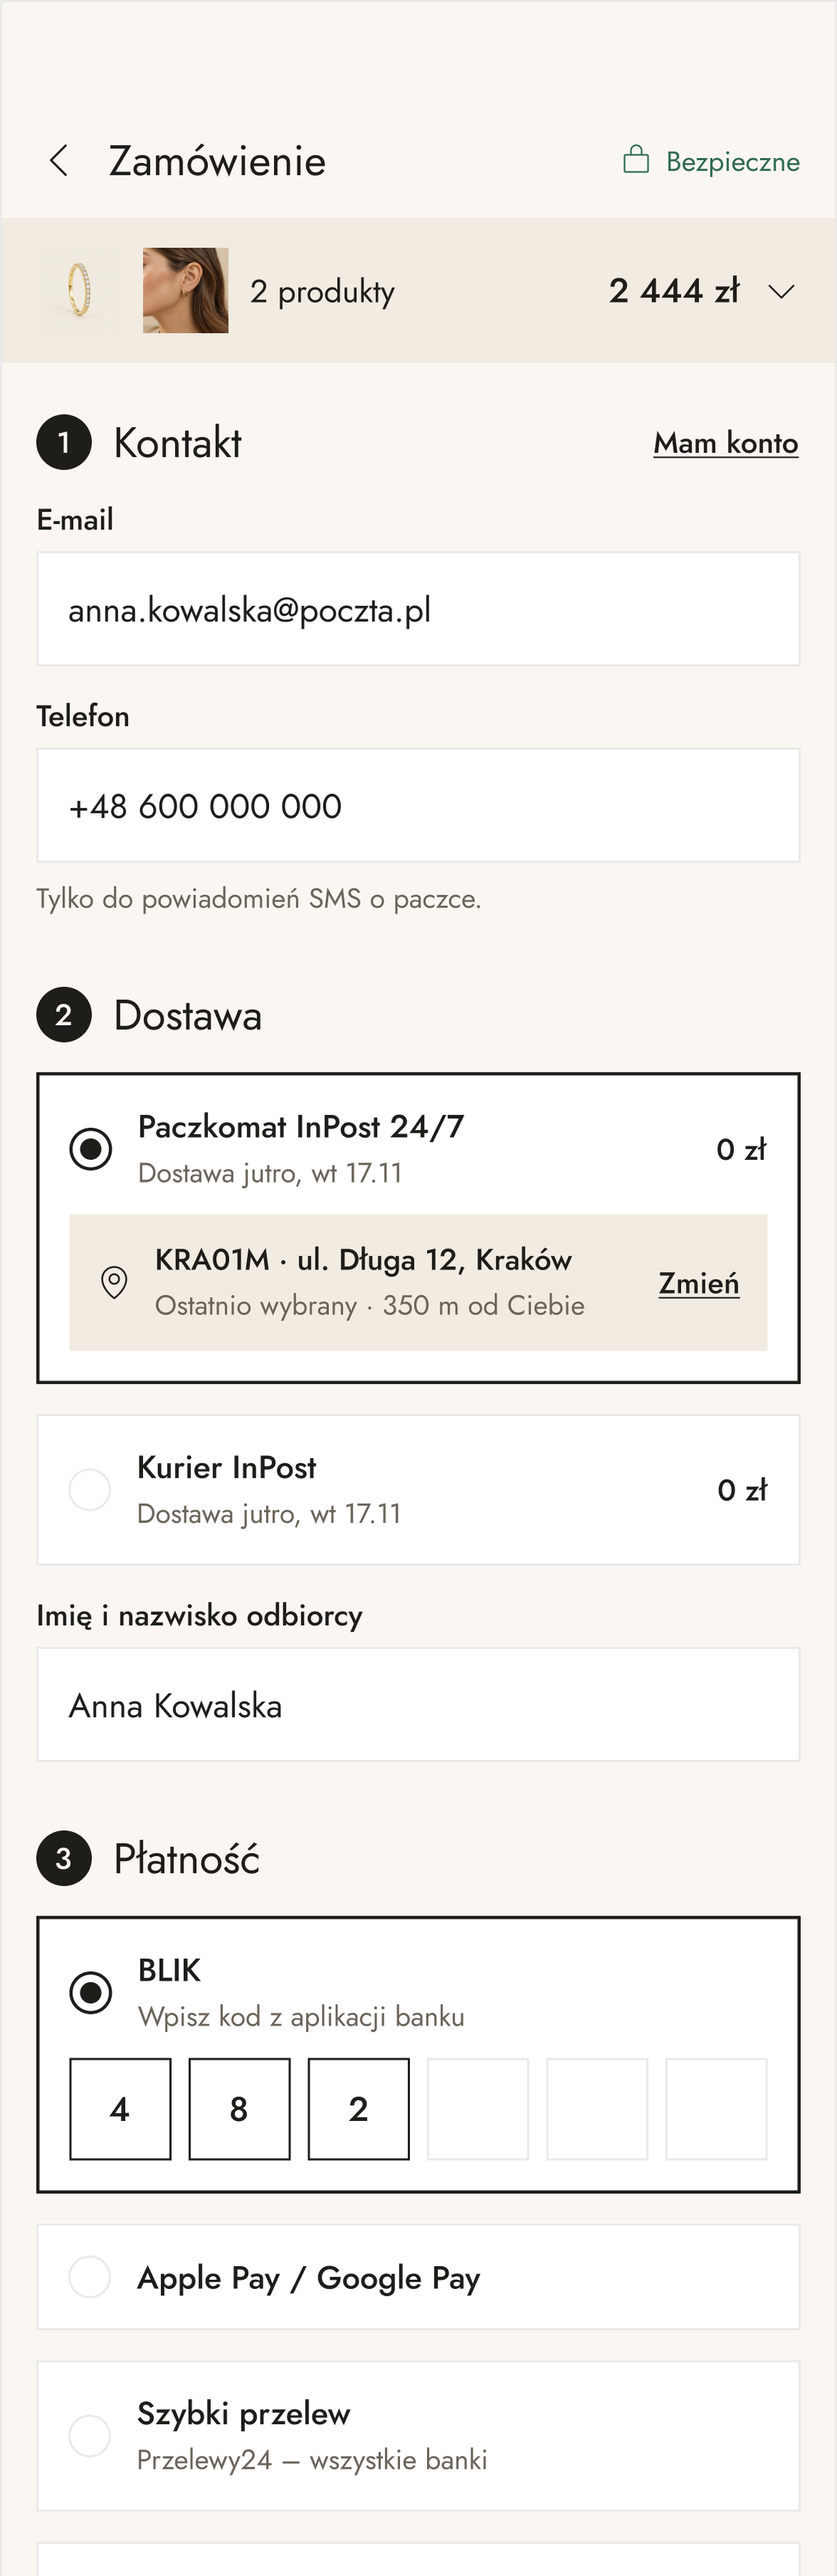 Zamówienie
Bezpieczne
2 produkty
2 444 zł
1 Kontakt
Mam konto
E-mail
anna.kowalska@poczta.pl
Telefon
+48 600 000 000
Tylko do powiadomień SMS o paczce.
2 Dostawa
Paczkomat InPost 24/7
Dostawa jutro, wt 17.11
0 zł
KRA01M · ul. Długa 12, Kraków
Ostatnio wybrany · 350 m od Ciebie
Zmień
Kurier InPost
Dostawa jutro, wt 17.11
0 zł
Imię i nazwisko odbiorcy
Anna Kowalska
3 Płatność
BLIK
Wpisz kod z aplikacji banku
4 8 2
Apple Pay / Google Pay
Szybki przelew
Przelewy24 – wszystkie banki